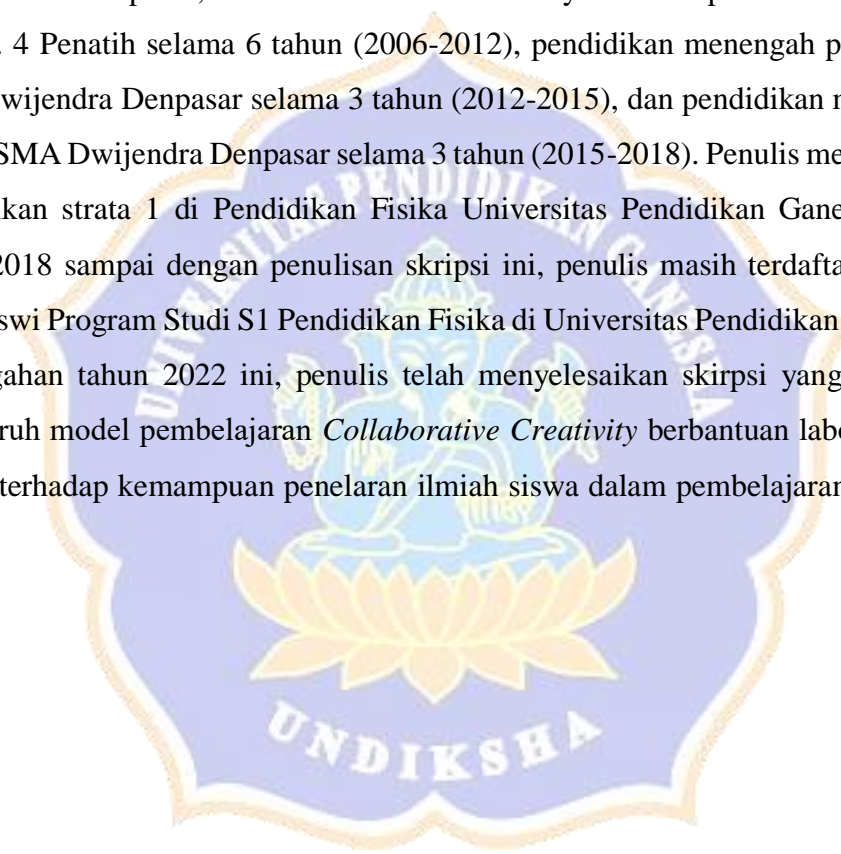 . 4 Penatih selama 6 tahun (2006-2012), pendidikan menengah p
wijendra Denpasar selama 3 tahun (2012-2015), dan pendidikan
SMA Dwijendra Denpasar selama 3 tahun (2015-2018). Penulis me
kan strata 1 di Pendidikan Fisika Universitas Pendidikan Gane
2018 sampai dengan penulisan skripsi ini, penulis masih terdafta
swi Program Studi S1 Pendidikan Fisika di Universitas Pendidikan
gahan tahun 2022 ini, penulis telah menyelesaikan skirpsi yang
ruh model pembelajaran Collaborative Creativity berbantuan labo
terhadap kemampuan penelaran ilmiah siswa dalam pembelajaran
UNIVERSITAS PENDIDIKAN GANESHA
UNDIKSHA